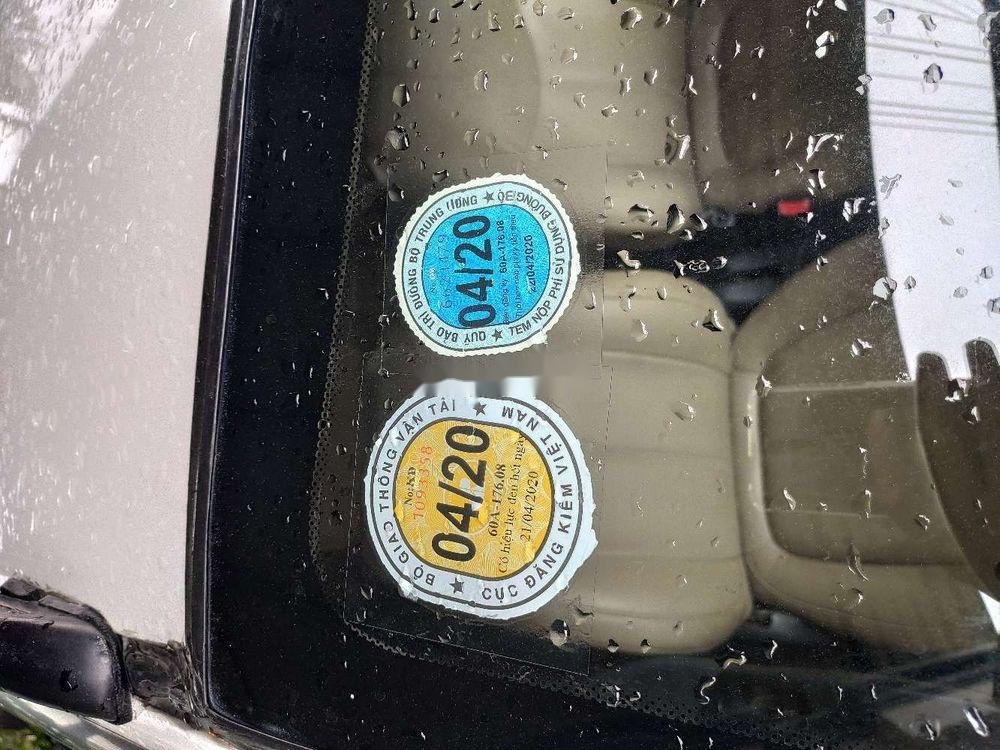 QUỸ BẢO TRÌ ĐƯỜNG BỘ TRUNG ƯƠNG ★
TEM NỘP PHÍ SỬ DỤNG ĐƯỜNG BỘ ★
04/20
60A-176.08
22/04/2020
BỘ GIAO THÔNG VẬN TẢI ★
CỤC ĐĂNG KIỂM VIỆT NAM ★
No:KD
1093358
04/20
60A-176.08
Có hiệu lực đến hết ngày
21/04/2020